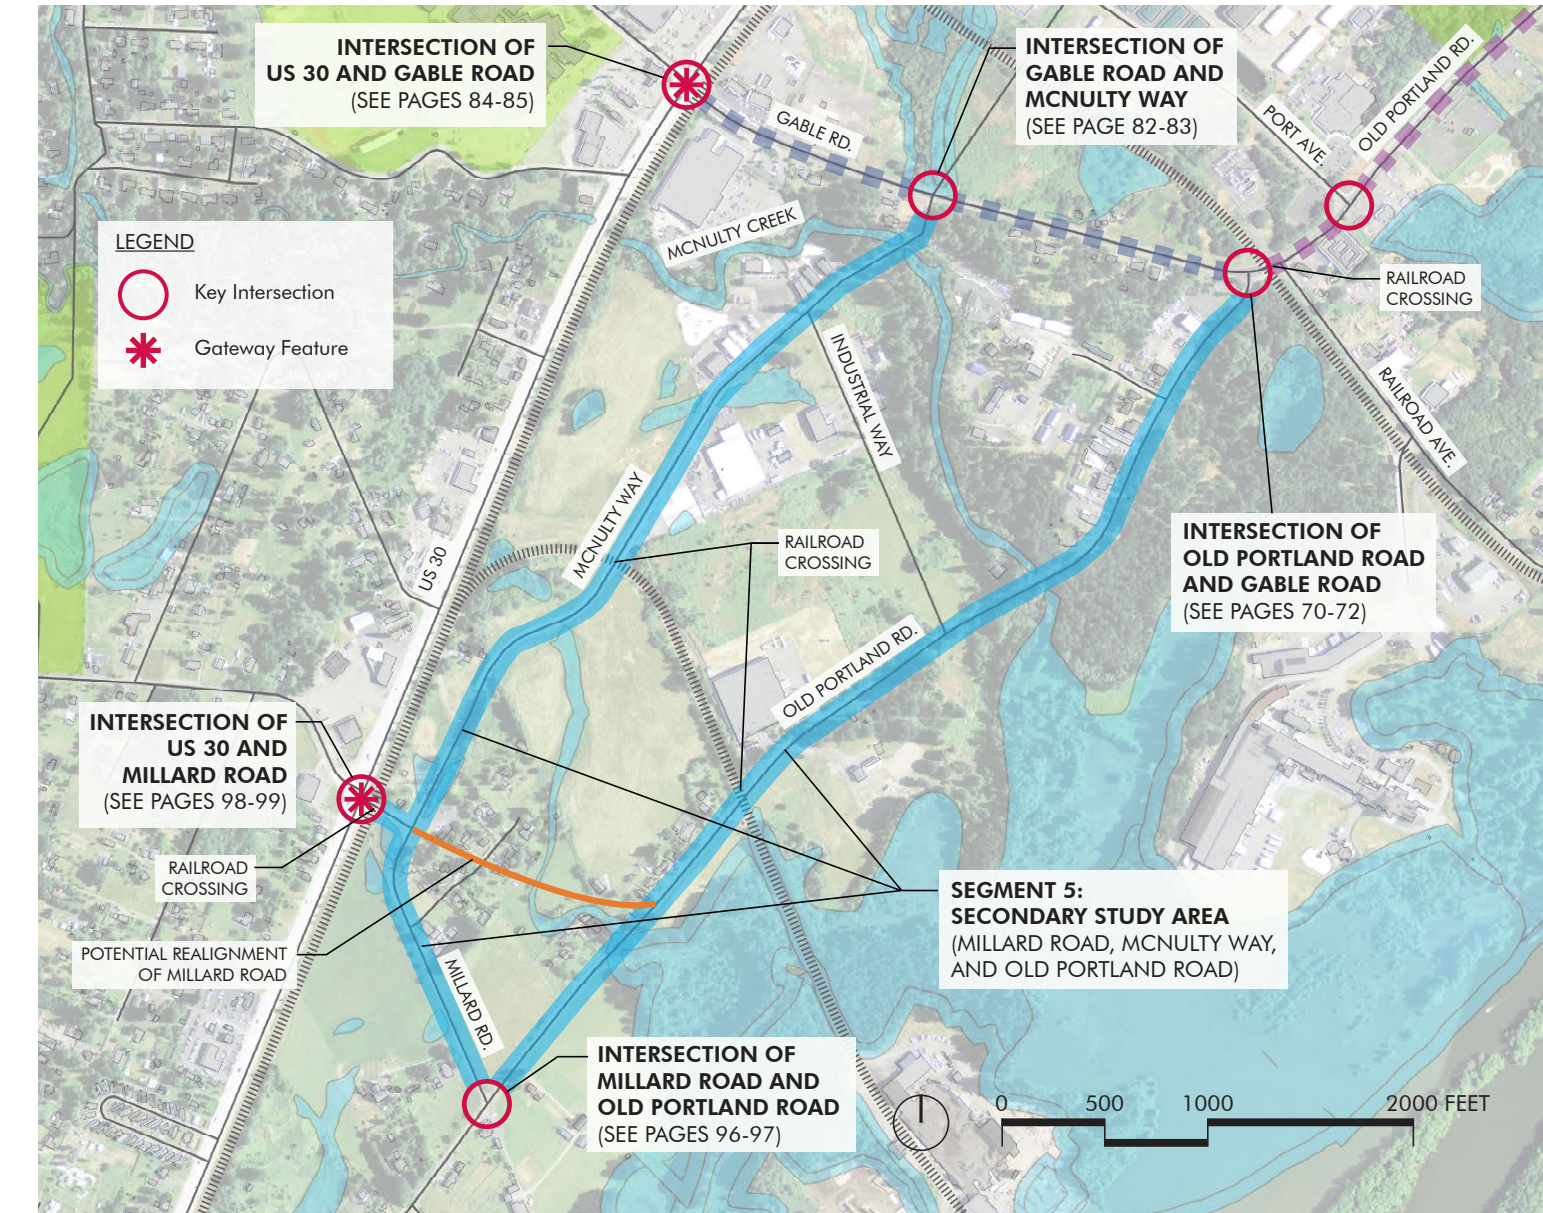 INTERSECTION OF
US 30 AND GABLE ROAD
(SEE PAGES 84-85)
INTERSECTION OF
GABLE ROAD AND
MCNULTY WAY
(SEE PAGE 82-83)
OLD PORTLAND RD.
PORT AVE.
GABLE RD.
MCNULTY CREEK
LEGEND
Key Intersection
Gateway Feature
RAILROAD
CROSSING
INDUSTRIAL WAY
RAILROAD AVE.
MCNULTY WAY
US 30
RAILROAD
CROSSING
INTERSECTION OF
OLD PORTLAND ROAD
AND GABLE ROAD
(SEE PAGES 70-72)
OLD PORTLAND RD.
INTERSECTION OF
US 30 AND
MILLARD ROAD
(SEE PAGES 98-99)
RAILROAD
CROSSING
POTENTIAL REALIGNMENT
OF MILLARD ROAD
SEGMENT 5:
SECONDARY STUDY AREA
(MILLARD ROAD, MCNULTY WAY,
AND OLD PORTLAND ROAD)
MILLARD RD.
INTERSECTION OF
MILLARD ROAD AND
OLD PORTLAND ROAD
(SEE PAGES 96-97)
0 500 1000 2000 FEET